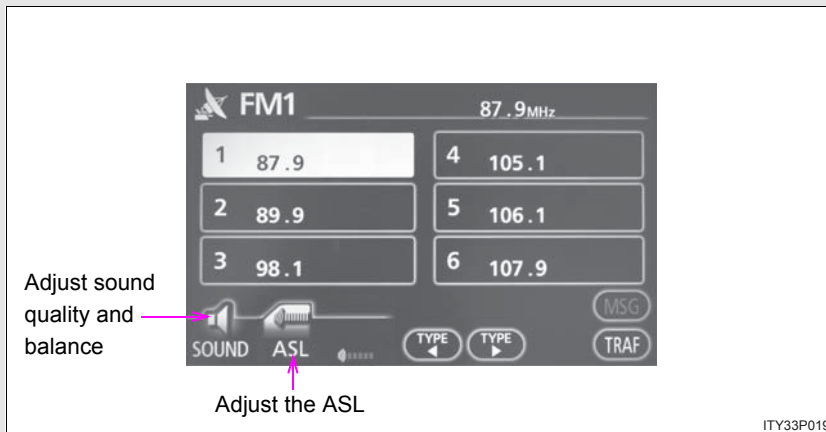 FM1
87.9MHz
1 87.9
4 105.1
2 89.9
5 106.1
3 98.1
6 107.9
Adjust sound
quality and
balance
MSG
SOUND
ASL
TYPE
TYPE
TRAF
Adjust the ASL
ITY33P019